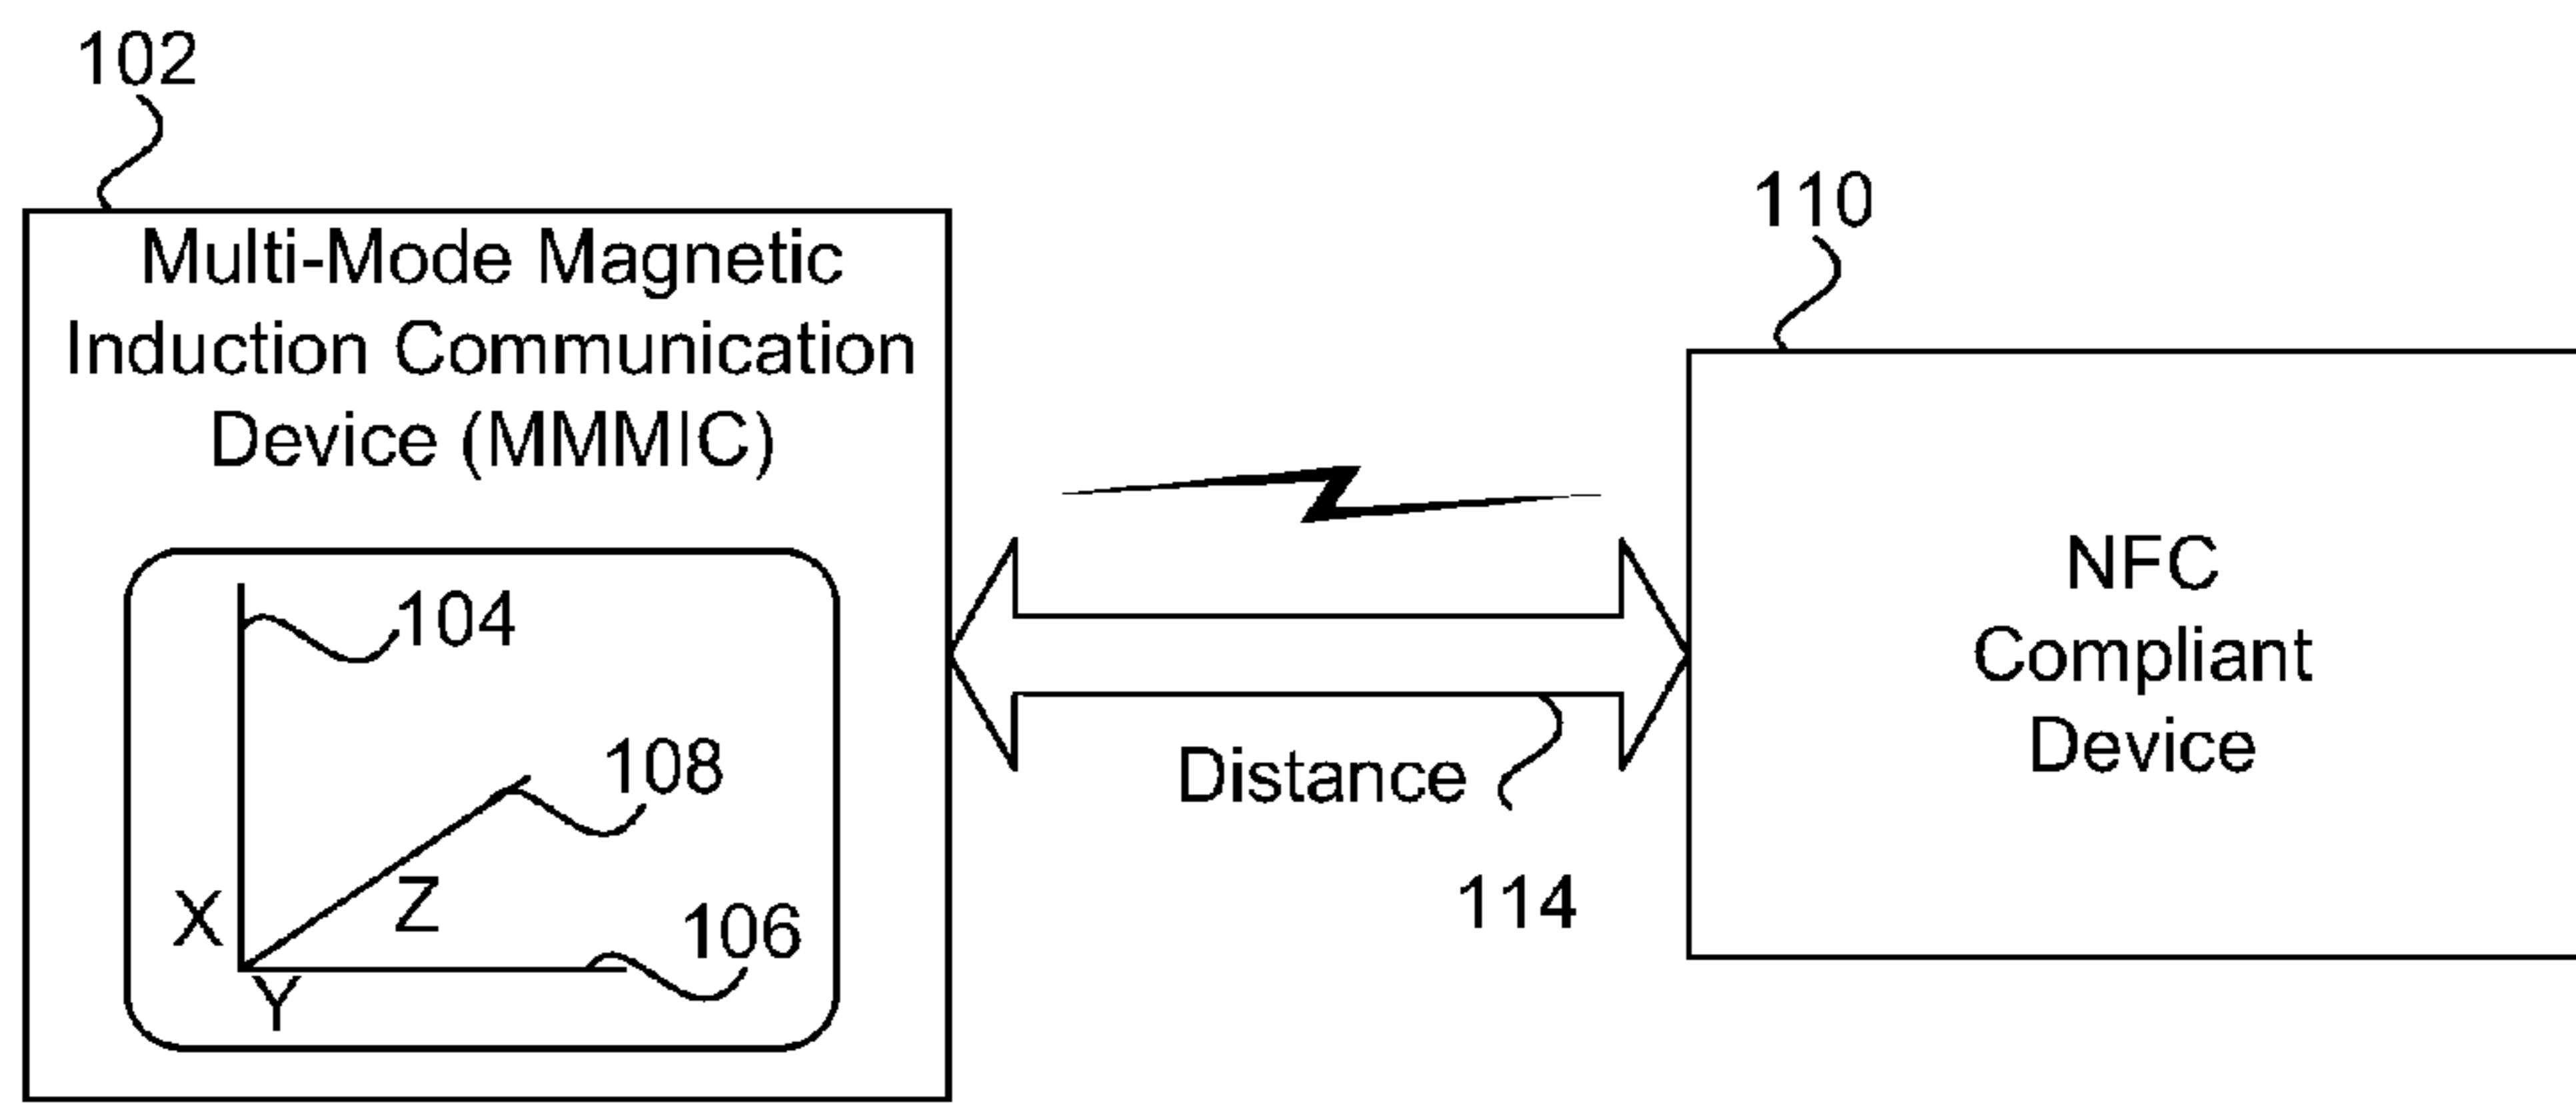 102
Multi-Mode Magnetic
Induction Communication
Device (MMMIC)
104
108
X
Z
106
Y
Distance
114
110
NFC
Compliant
Device